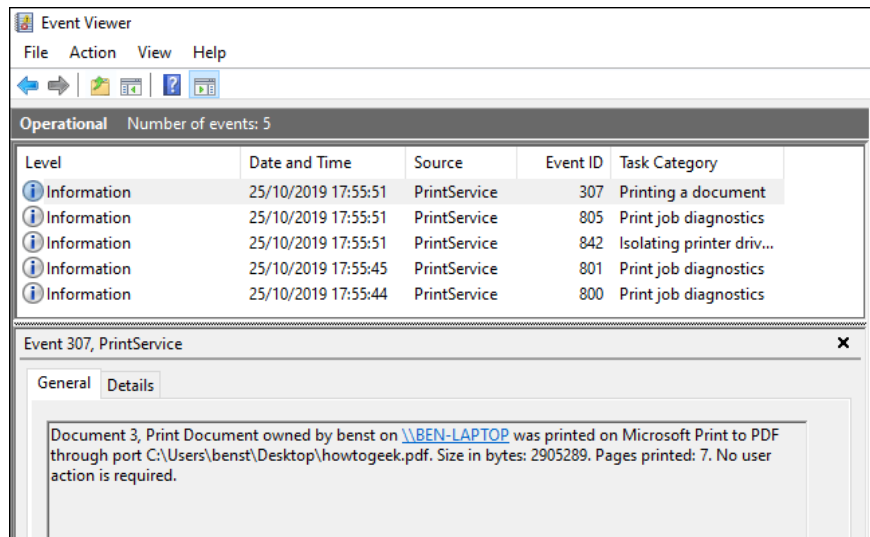 Event Viewer
File Action View Help
Operational Number of events: 5
Level Date and Time Source Event ID Task Category
Information 25/10/2019 17:55:51 PrintService 307 Printing a document
Information 25/10/2019 17:55:51 PrintService 805 Print job diagnostics
Information 25/10/2019 17:55:51 PrintService 842 Isolating printer driv...
Information 25/10/2019 17:55:45 PrintService 801 Print job diagnostics
Information 25/10/2019 17:55:44 PrintService 800 Print job diagnostics
Event 307, PrintService
General Details
Document 3, Print Document owned by benst on \\BEN-LAPTOP was printed on Microsoft Print to PDF
through port C:\Users\benst\Desktop\howtogeek.pdf. Size in bytes: 2905289. Pages printed: 7. No user
action is required.